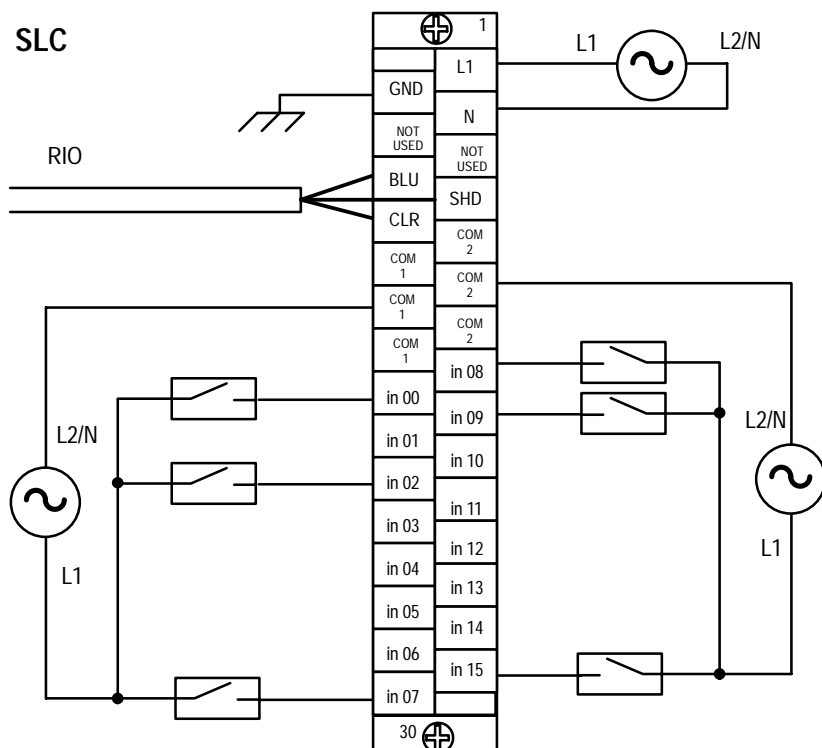 SLC
1
L1
L2/N
L1
GND
N
NOT
USED
NOT
USED
RIO
BLU
SHD
CLR
COM
2
COM
1
COM
2
COM
1
COM
2
COM
1
in 08
in 00
in 09
L2/N
L2/N
in 01
in 10
in 02
in 11
in 03
in 12
L1
L1
in 04
in 13
in 05
in 14
in 06
in 15
in 07
30